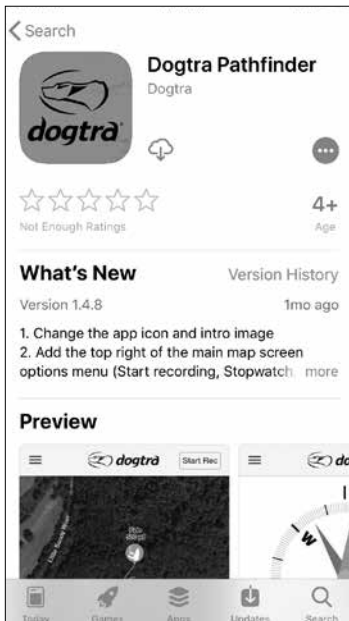 Search
Dogtra Pathfinder
Dogtra
dogtra
4+
Not Enough Ratings
Age
What's New
Version History
Version 1.4.8
1mo ago
1. Change the app icon and intro image
2. Add the top right of the main map screen
options menu (Start recording, Stopwatch more
Preview
dogtra
Start Rec
do
W
Today
Games
Apps
Updates
Search